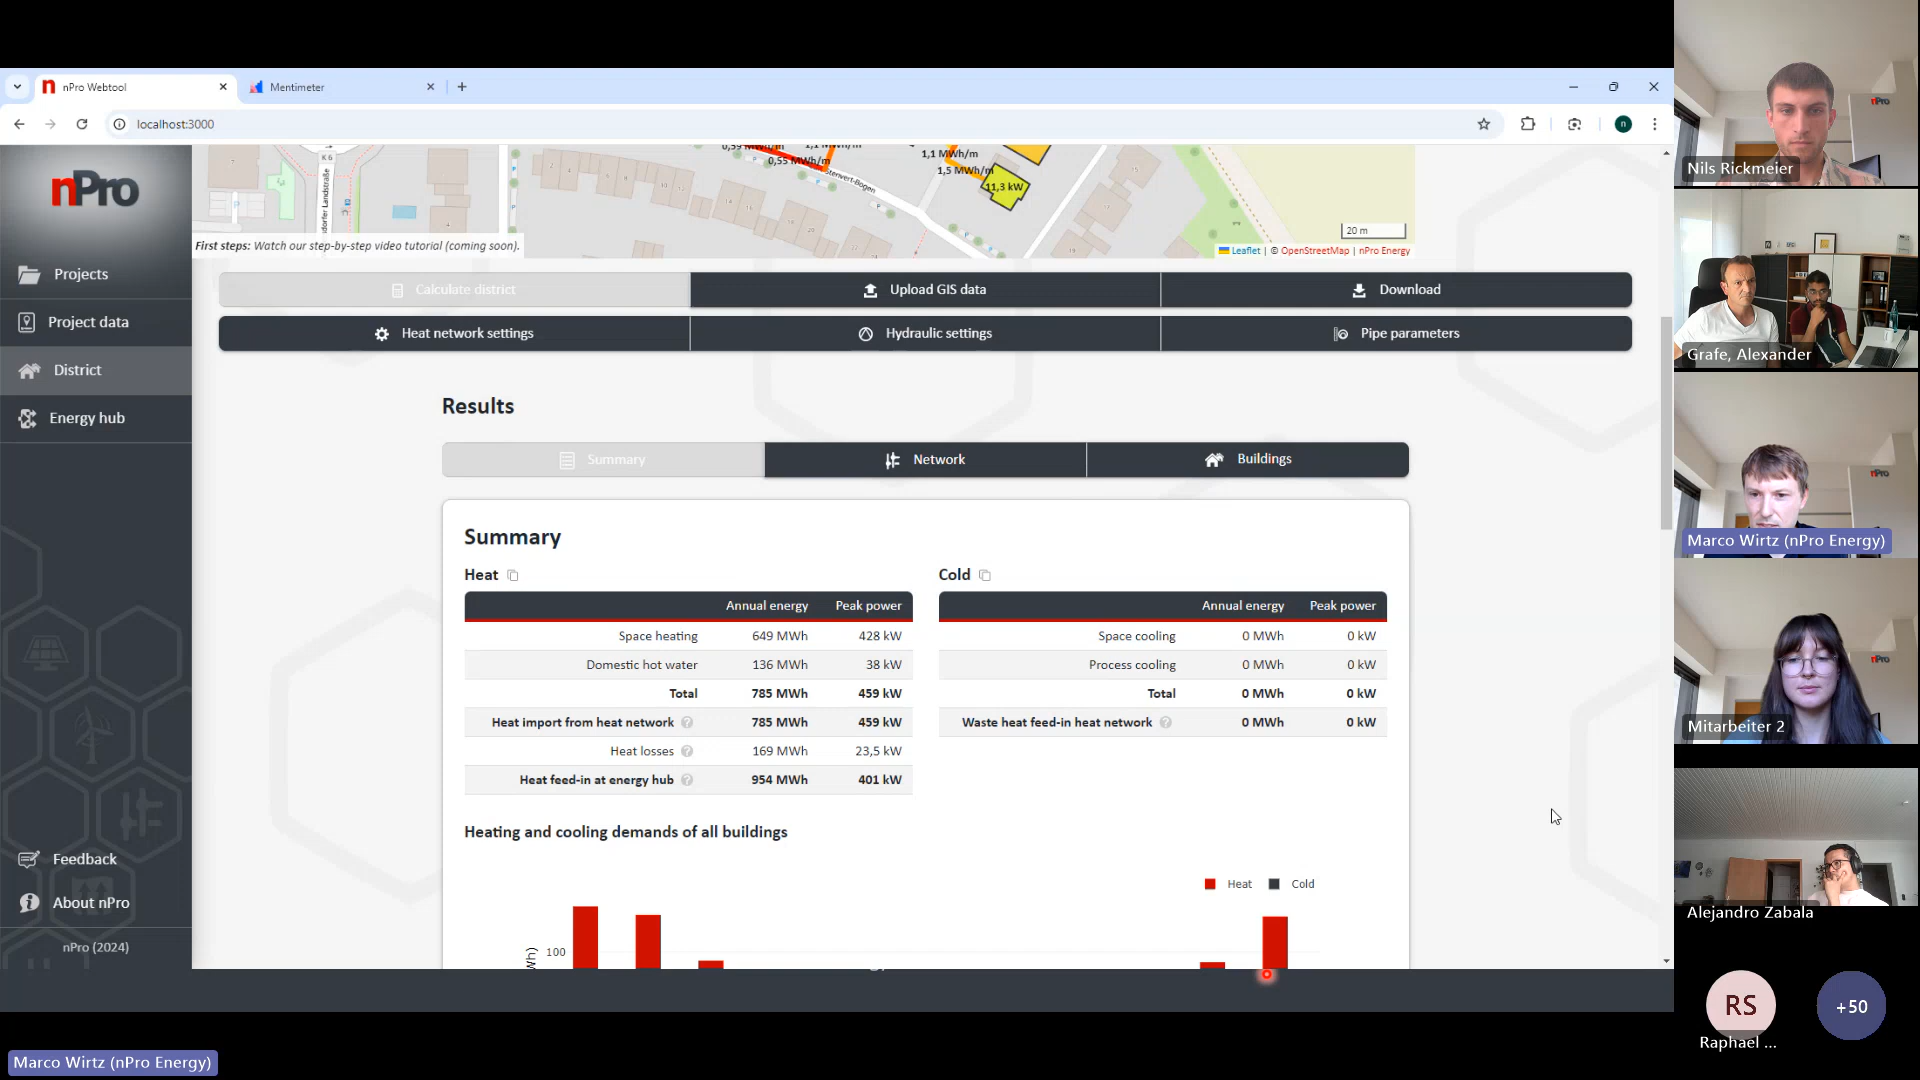 nPro Webtool
Mentimeter
localhost:3000
nPro
Projects
Project data
District
Energy hub
Feedback
About nPro
nPro (2024)
K 6
0,55 MWh/m
1,1 MWh/m
1,5 MWh/m
11,3 kW
20 m
First steps: Watch our step-by-step video tutorial (coming soon).
Leaflet | © OpenStreetMap | nPro Energy
Calculate district
Upload GIS data
Download
Heat network settings
Hydraulic settings
Pipe parameters
Results
Summary
Network
Buildings
Summary
Heat
Annual energy Peak power
Space heating 649 MWh 428 kW
Domestic hot water 136 MWh 38 kW
Total 785 MWh 459 kW
Heat import from heat network 785 MWh 459 kW
Heat losses 169 MWh 23,5 kW
Heat feed-in at energy hub 954 MWh 401 kW
Cold
Annual energy Peak power
Space cooling 0 MWh 0 kW
Process cooling 0 MWh 0 kW
Total 0 MWh 0 kW
Waste heat feed-in heat network 0 MWh 0 kW
Heating and cooling demands of all buildings
Heat Cold
100
Nils Rickmeier
Grafe, Alexander
Marco Wirtz (nPro Energy)
Mitarbeiter 2
Alejandro Zabala
RS
Raphael ...
+50
Marco Wirtz (nPro Energy)